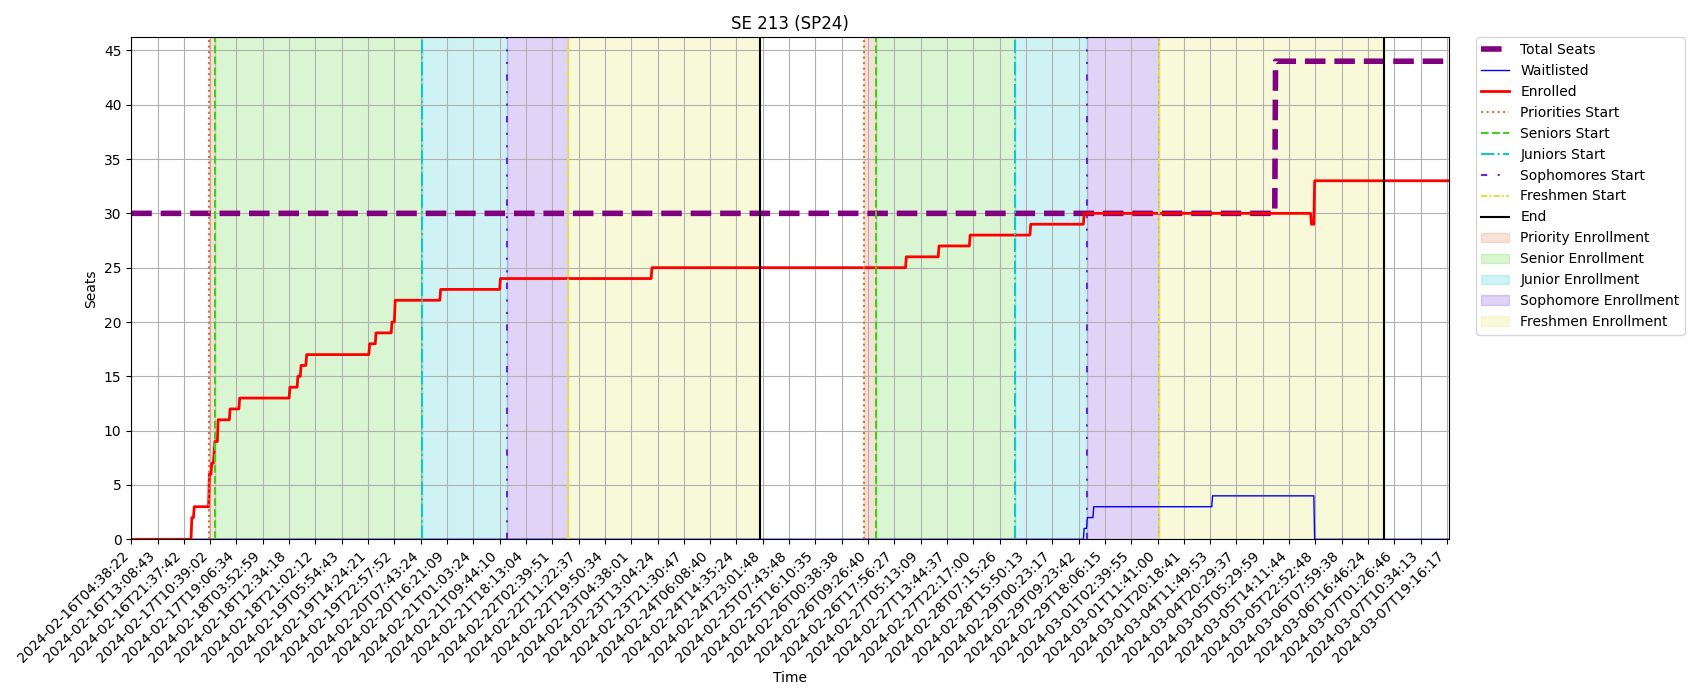 SE 213 (SP24)
45
40
35
30
25
20
15
10
5
0
Seats
2024-02-16T04:38:22
2024-02-16T13:08:43
2024-02-16T21:37:42
2024-02-17T10:39:02
2024-02-17T19:06:34
2024-02-18T03:52:59
2024-02-18T12:34:18
2024-02-18T21:02:12
2024-02-19T05:54:43
2024-02-19T14:24:21
2024-02-19T22:57:52
2024-02-20T07:43:24
2024-02-20T16:21:09
2024-02-21T01:03:24
2024-02-21T09:44:10
2024-02-21T18:13:04
2024-02-22T02:39:51
2024-02-22T11:22:37
2024-02-22T19:50:34
2024-02-23T04:38:01
2024-02-23T13:04:24
2024-02-23T21:30:47
2024-02-24T06:08:40
2024-02-24T14:35:24
2024-02-24T23:01:48
2024-02-25T07:43:48
2024-02-25T16:10:35
2024-02-26T00:38:38
2024-02-26T09:26:40
2024-02-26T17:56:27
2024-02-27T05:13:09
2024-02-27T13:44:37
2024-02-27T22:17:00
2024-02-28T07:15:26
2024-02-28T15:50:13
2024-02-29T00:23:17
2024-02-29T09:23:42
2024-02-29T18:06:15
2024-03-01T02:39:55
2024-03-01T11:41:00
2024-03-01T20:18:41
2024-03-04T11:49:53
2024-03-04T20:29:37
2024-03-05T05:29:59
2024-03-05T14:11:44
2024-03-05T22:52:48
2024-03-06T07:59:38
2024-03-06T16:46:24
2024-03-07T01:26:46
2024-03-07T10:34:13
2024-03-07T19:16:17
Time
Total Seats
Waitlisted
Enrolled
Priorities Start
Seniors Start
Juniors Start
Sophomores Start
Freshmen Start
End
Priority Enrollment
Senior Enrollment
Junior Enrollment
Sophomore Enrollment
Freshmen Enrollment